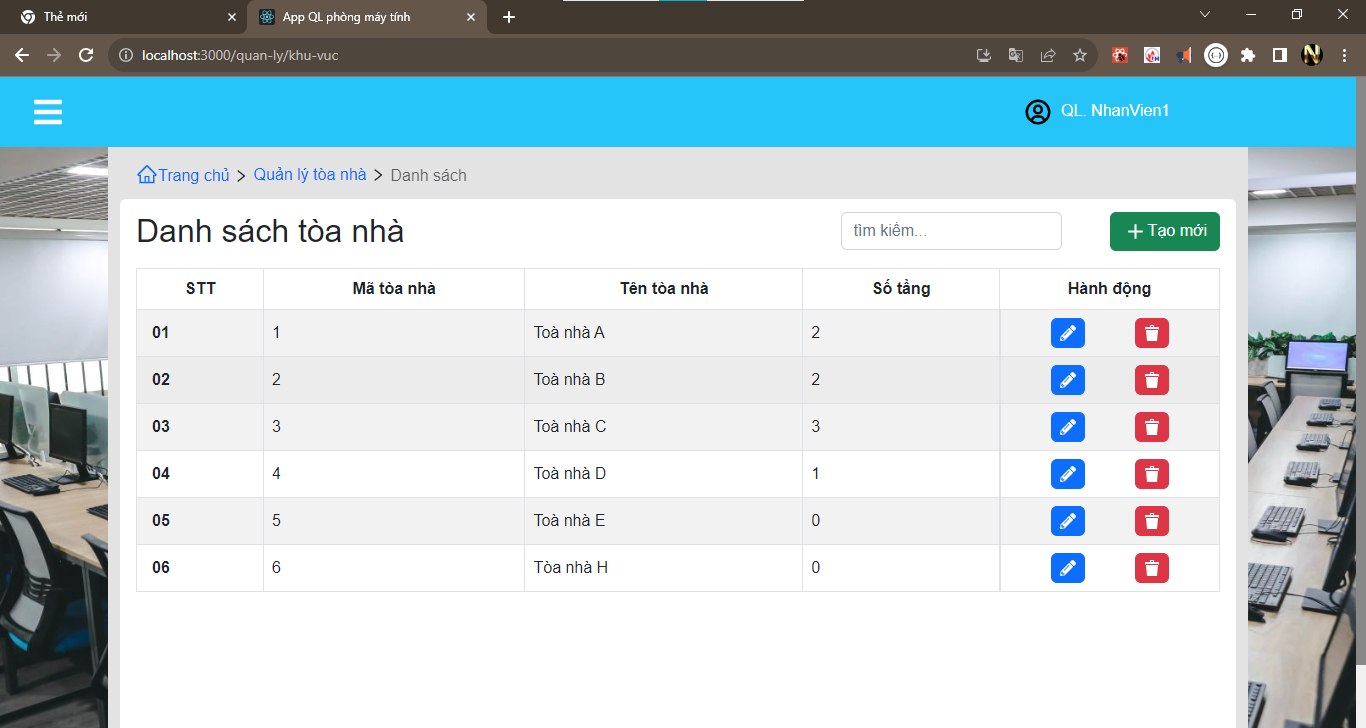 Thẻ mới
App QL phòng máy tính
localhost:3000/quan-ly/khu-vuc
QL. NhanVien1
Trang chủ > Quản lý tòa nhà > Danh sách
Danh sách tòa nhà
tìm kiếm...
Tạo mới
STT Mã tòa nhà Tên tòa nhà Số tầng Hành động
01 1 Toà nhà A 2
02 2 Toà nhà B 2
03 3 Toà nhà C 3
04 4 Toà nhà D 1
05 5 Toà nhà E 0
06 6 Tòa nhà H 0